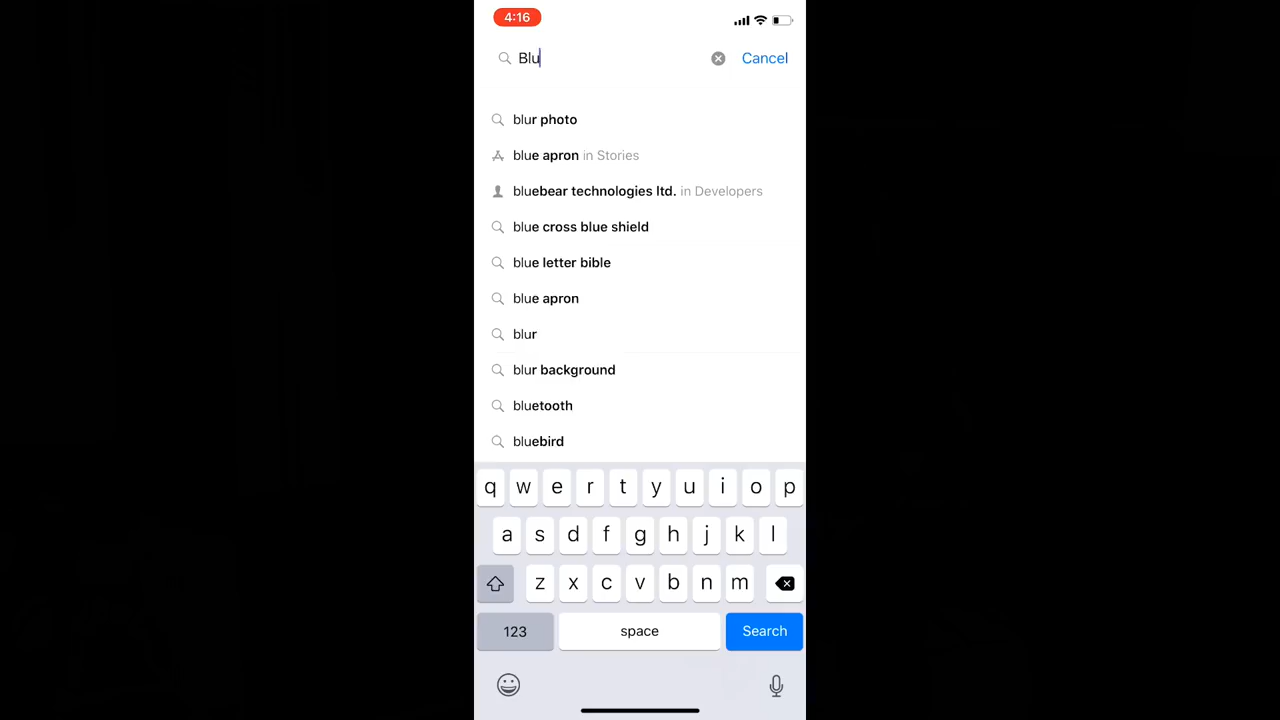 4:16
Blu
Cancel
blur photo
blue apron in Stories
bluebear technologies ltd. in Developers
blue cross blue shield
blue letter bible
blue apron
blur
blur background
bluetooth
bluebird
q w e r t y u i o p
a s d f g h j k l
z x c v b n m
123 space Search